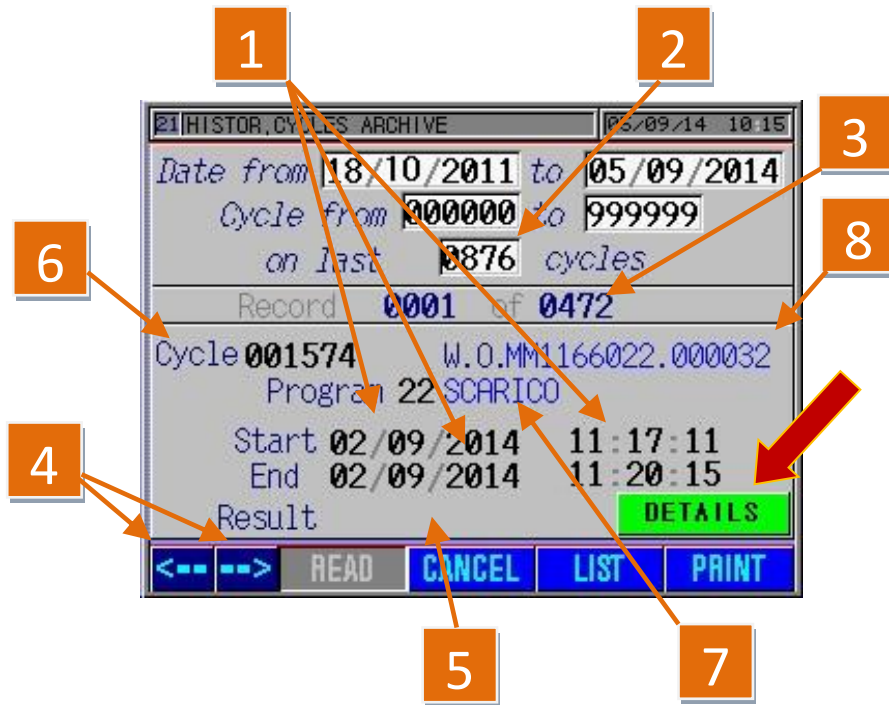 1
2
21 HISTOR,CYCLES ARCHIVE 05/09/14 10:15
3
Date from 18/10/2011 to 05/09/2014
Cycle from 000000 to 999999
6
on last 0876 cycles
8
Record 0001 of 0472
Cycle 001574 W.O.MM1166022.000032
Program 22 SCARICO
Start 02/09/2014 11:17:11
4
End 02/09/2014 11:20:15
Result DETAILS
<-- --> READ CANCEL LIST PRINT
5
7